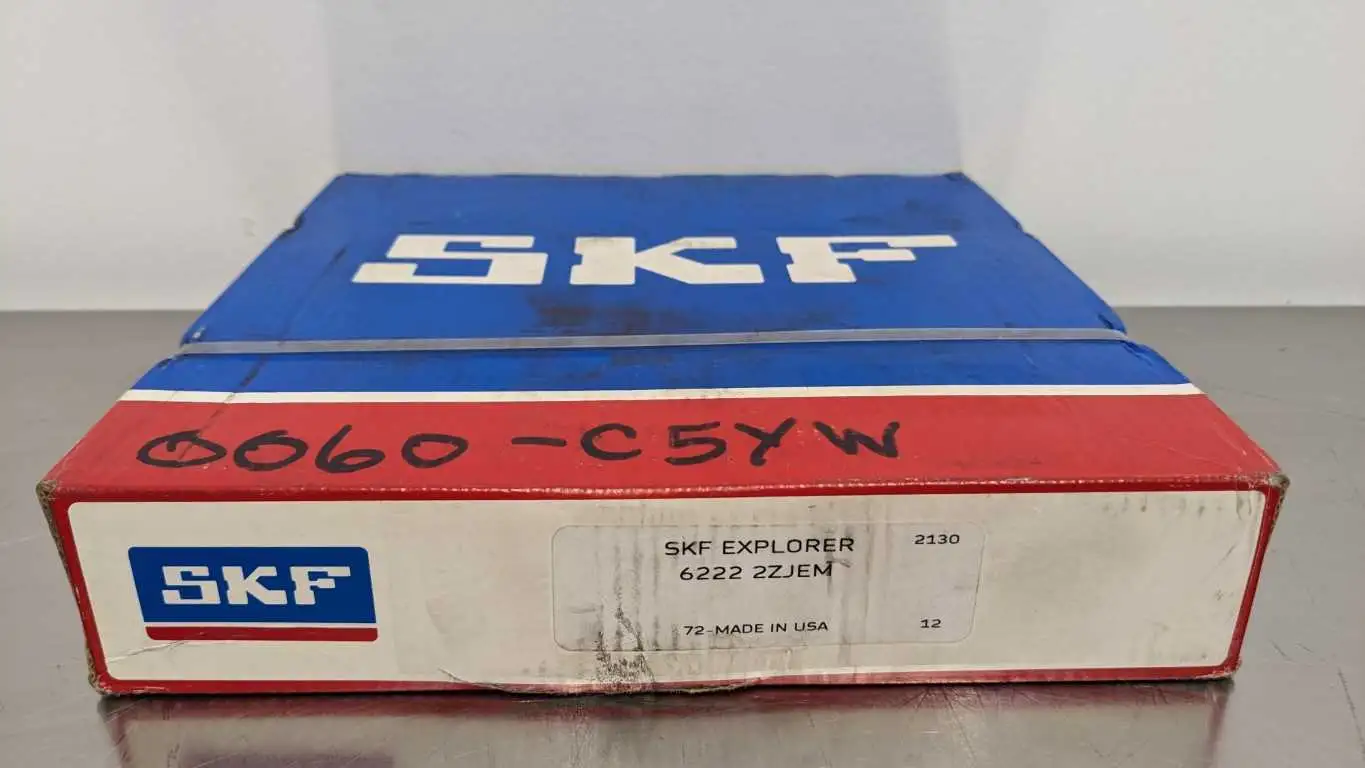 SKF
0060-C5YW
SKF
SKF EXPLORER 2130
6222 2ZJEM
72-MADE IN USA 12